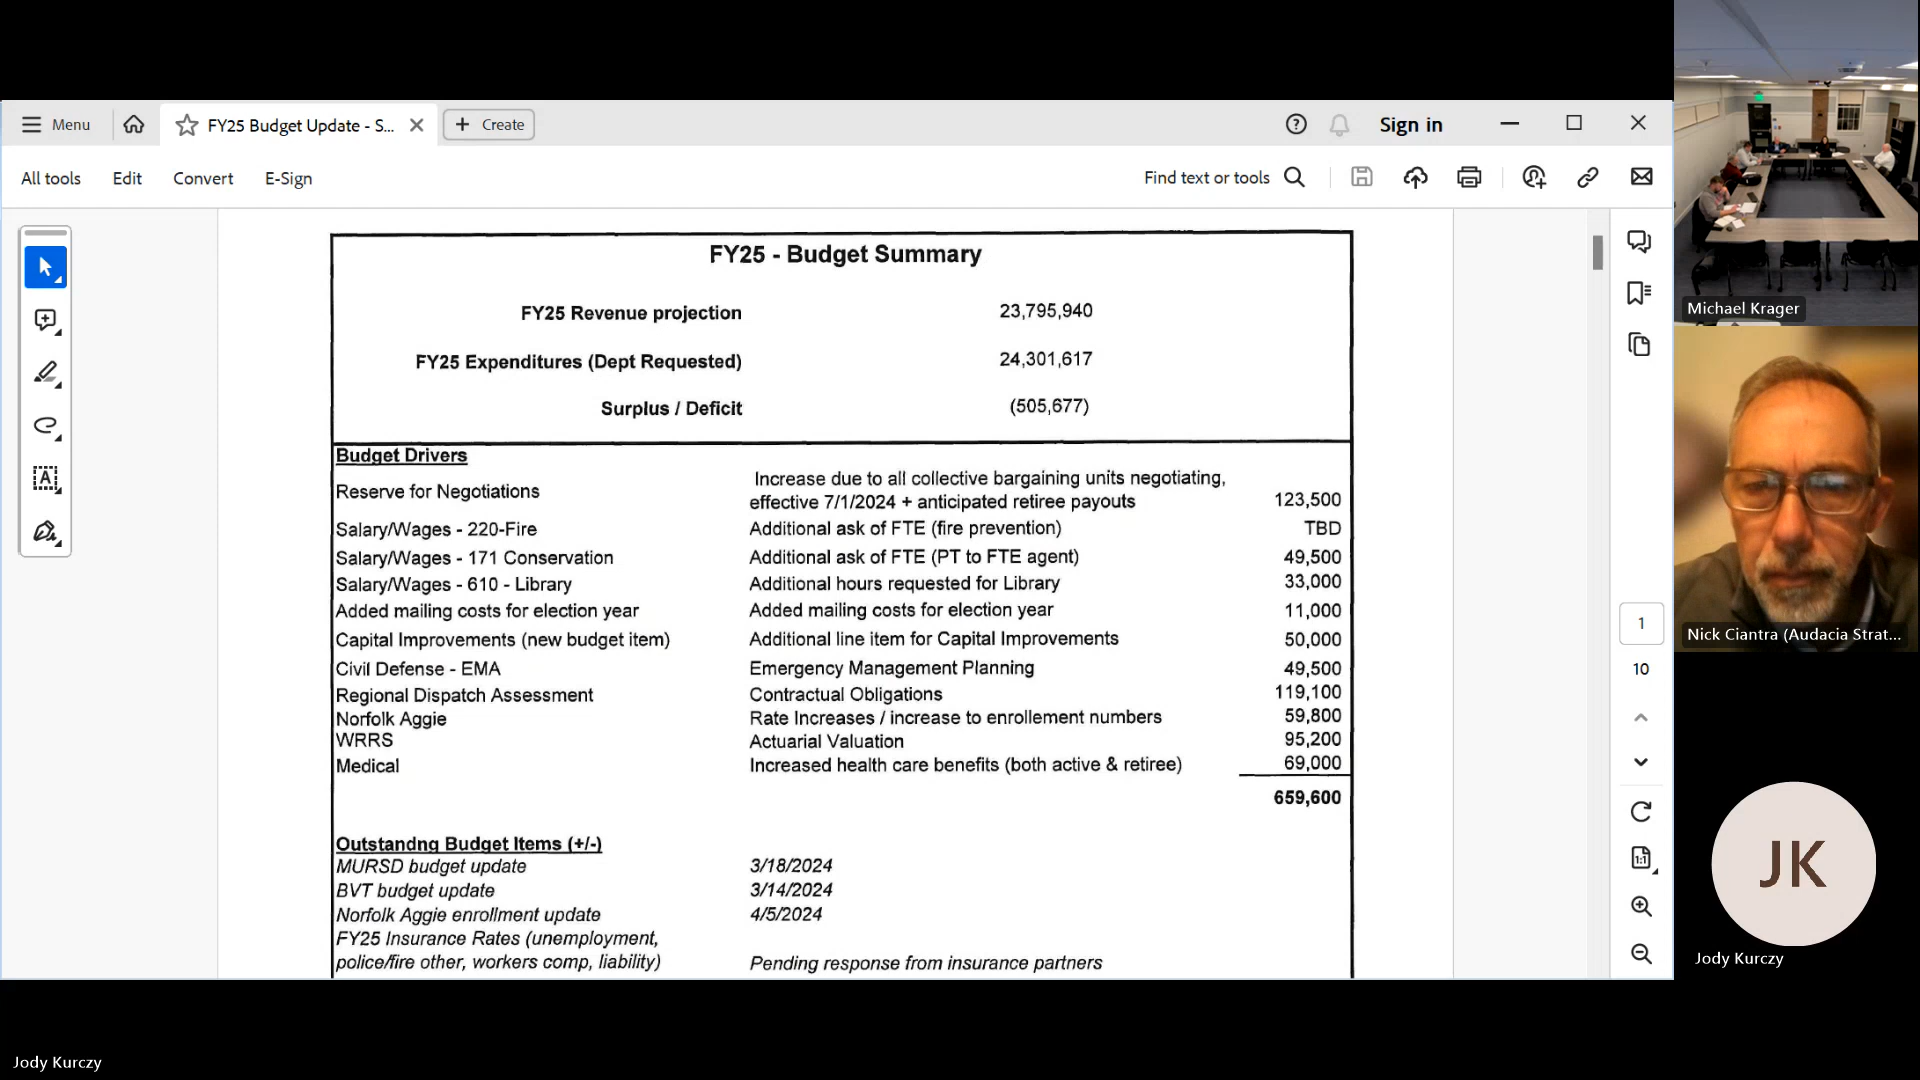 Menu
FY25 Budget Update - S...
Create
Sign in
All tools
Edit
Convert
E-Sign
Find text or tools
FY25 - Budget Summary
FY25 Revenue projection 23,795,940
FY25 Expenditures (Dept Requested) 24,301,617
Surplus / Deficit (505,677)
Budget Drivers
Reserve for Negotiations Increase due to all collective bargaining units negotiating,
effective 7/1/2024 + anticipated retiree payouts 123,500
Salary/Wages - 220-Fire Additional ask of FTE (fire prevention) TBD
Salary/Wages - 171 Conservation Additional ask of FTE (PT to FTE agent) 49,500
Salary/Wages - 610 - Library Additional hours requested for Library 33,000
Added mailing costs for election year Added mailing costs for election year 11,000
Capital Improvements (new budget item) Additional line item for Capital Improvements 50,000
Civil Defense - EMA Emergency Management Planning 49,500
Regional Dispatch Assessment Contractual Obligations 119,100
Norfolk Aggie Rate Increases / increase to enrollement numbers 59,800
WRRS Actuarial Valuation 95,200
Medical Increased health care benefits (both active & retiree) 69,000
659,600
Outstandng Budget Items (+/-)
MURSD budget update 3/18/2024
BVT budget update 3/14/2024
Norfolk Aggie enrollment update 4/5/2024
FY25 Insurance Rates (unemployment,
police/fire other, workers comp, liability) Pending response from insurance partners
1
10
1:1
Michael Krager
Nick Ciantra (Audacia Strat...
JK
Jody Kurczy
Jody Kurczy